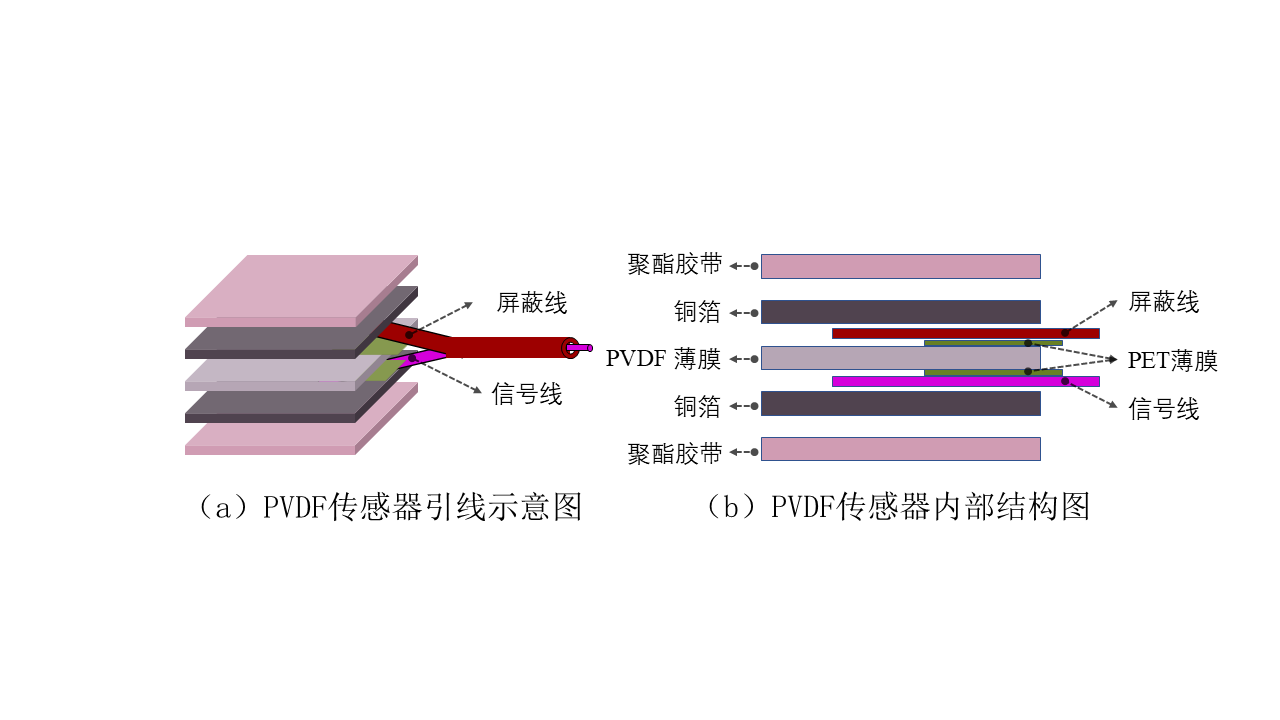 屏蔽线
信号线
（a）PVDF传感器引线示意图
聚酯胶带
铜箔
PVDF 薄膜
铜箔
聚酯胶带
屏蔽线
PET薄膜
信号线
（b）PVDF传感器内部结构图